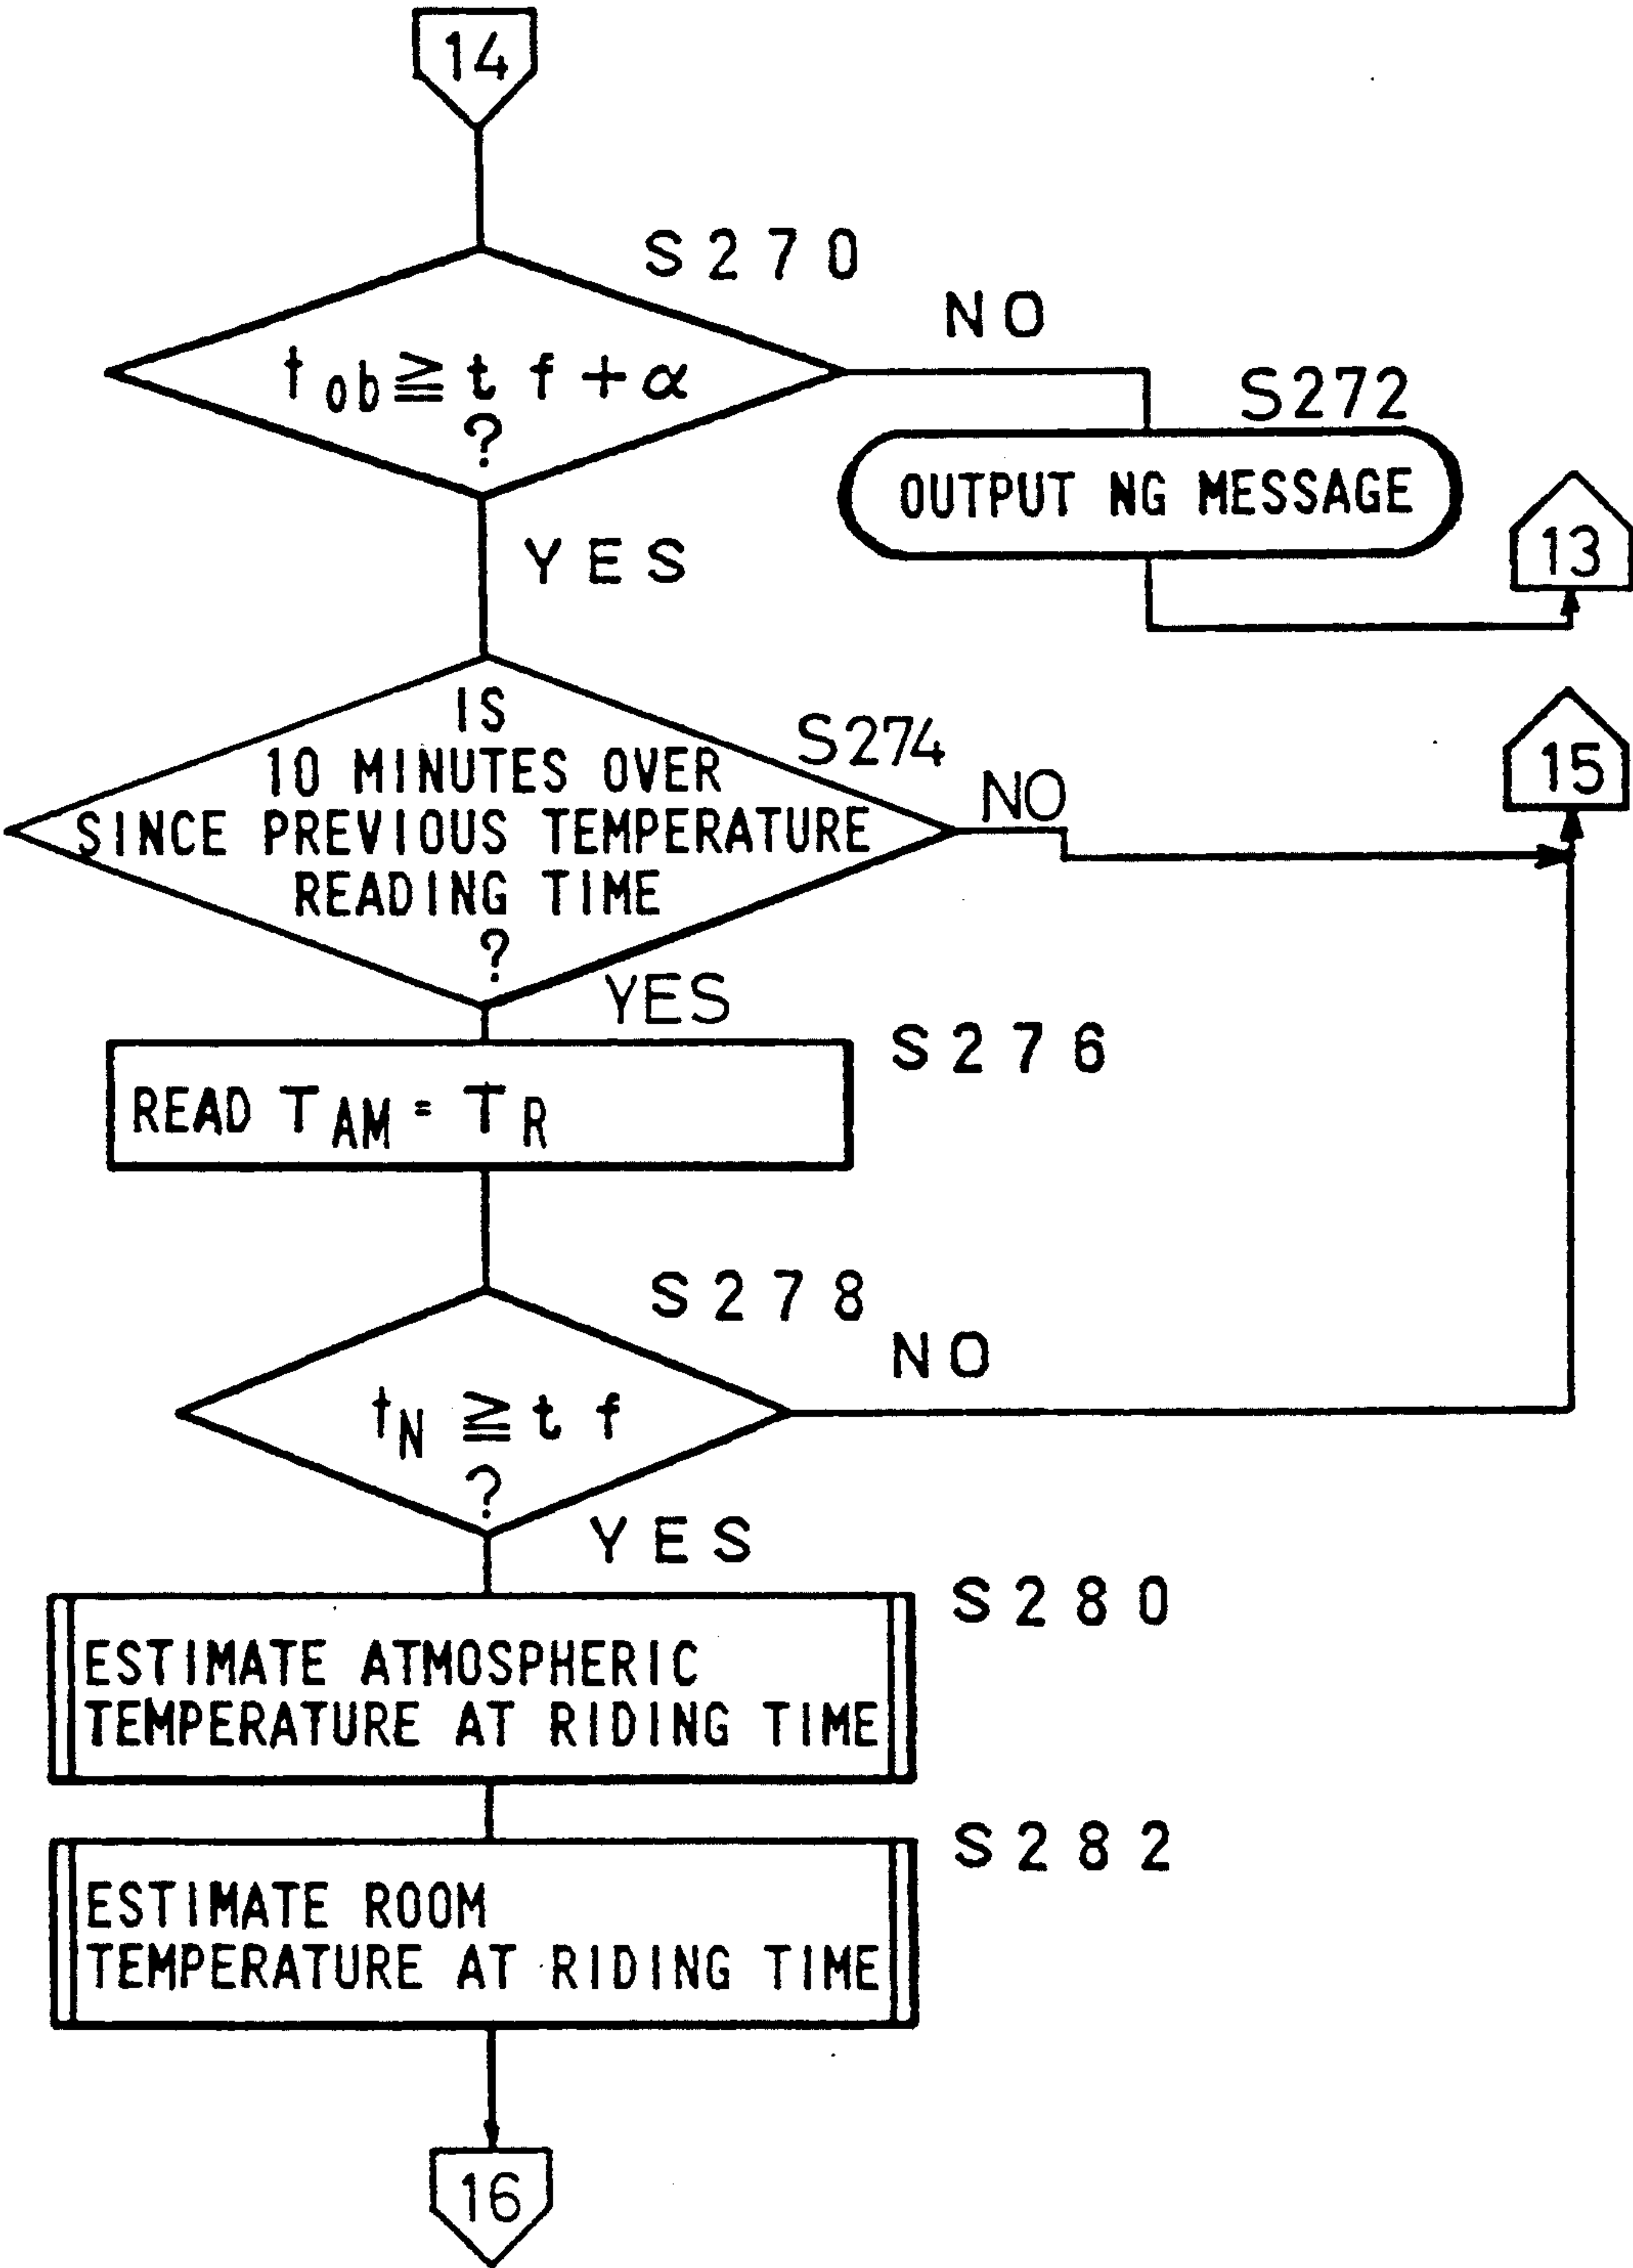 14
S270
t ob ≧ t f + α
?
NO
S272
OUTPUT NG MESSAGE
13
YES
IS
10 MINUTES OVER
SINCE PREVIOUS TEMPERATURE
READING TIME
?
S274
NO
15
YES
S276
READ T AM = T R
S278
t N ≧ t f
?
NO
YES
S280
ESTIMATE ATMOSPHERIC
TEMPERATURE AT RIDING TIME
S282
ESTIMATE ROOM
TEMPERATURE AT RIDING TIME
16